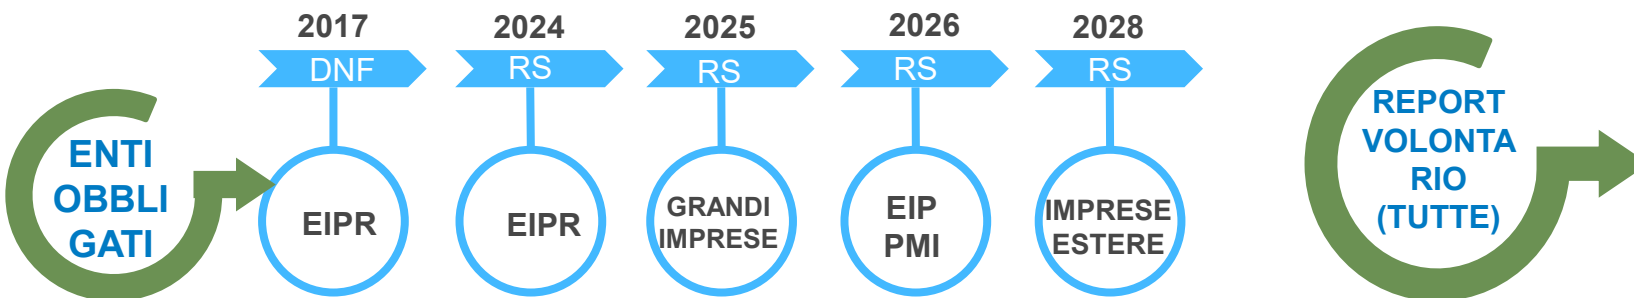 2017
2024
2025
2026
2028
DNF
RS
RS
RS
RS
ENTI
OBBLI
GATI
EIPR
EIPR
GRANDI
IMPRESE
EIP
PMI
IMPRESE
ESTERE
REPORT
VOLONTA
RIO
(TUTTE)